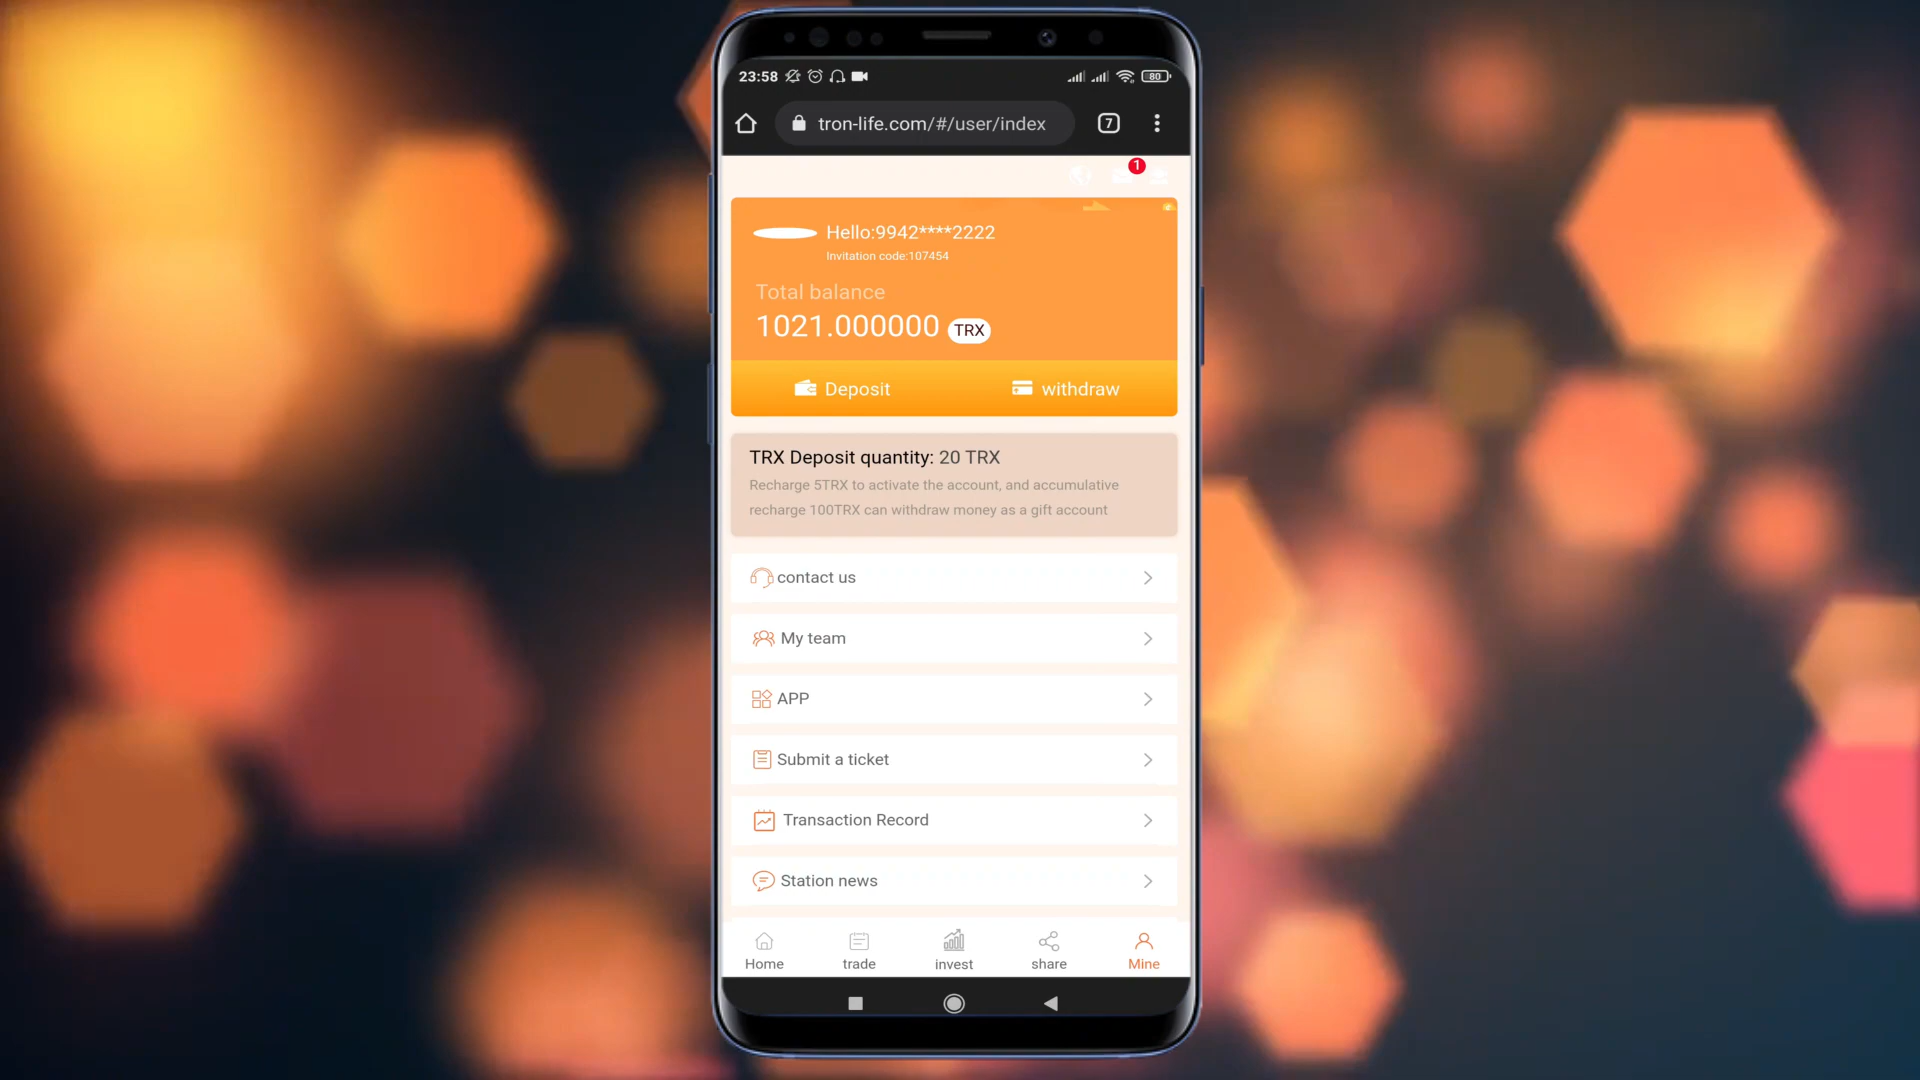 23:58
80
tron-life.com/#/user/index
7
1
Hello:9942****2222
Invitation code:107454
Total balance
1021.000000 TRX
Deposit withdraw
TRX Deposit quantity: 20 TRX
Recharge 5TRX to activate the account, and accumulative
recharge 100TRX can withdraw money as a gift account
contact us
My team
APP
Submit a ticket
Transaction Record
Station news
Home trade invest share Mine